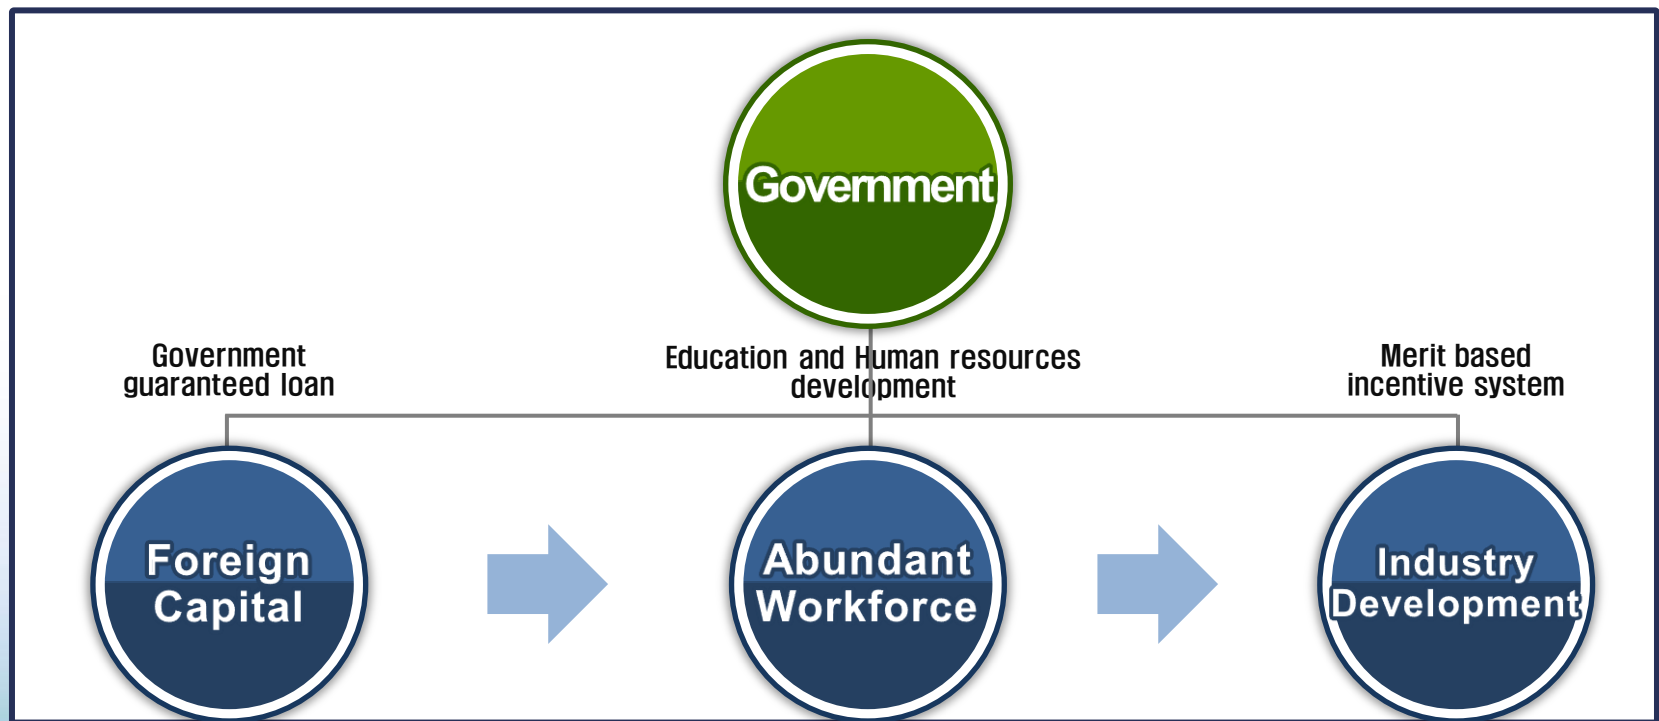 Government
Government
guaranteed loan
Education and Human resources
development
Merit based
incentive system
Foreign
Capital
Abundant
Workforce
Industry
Development